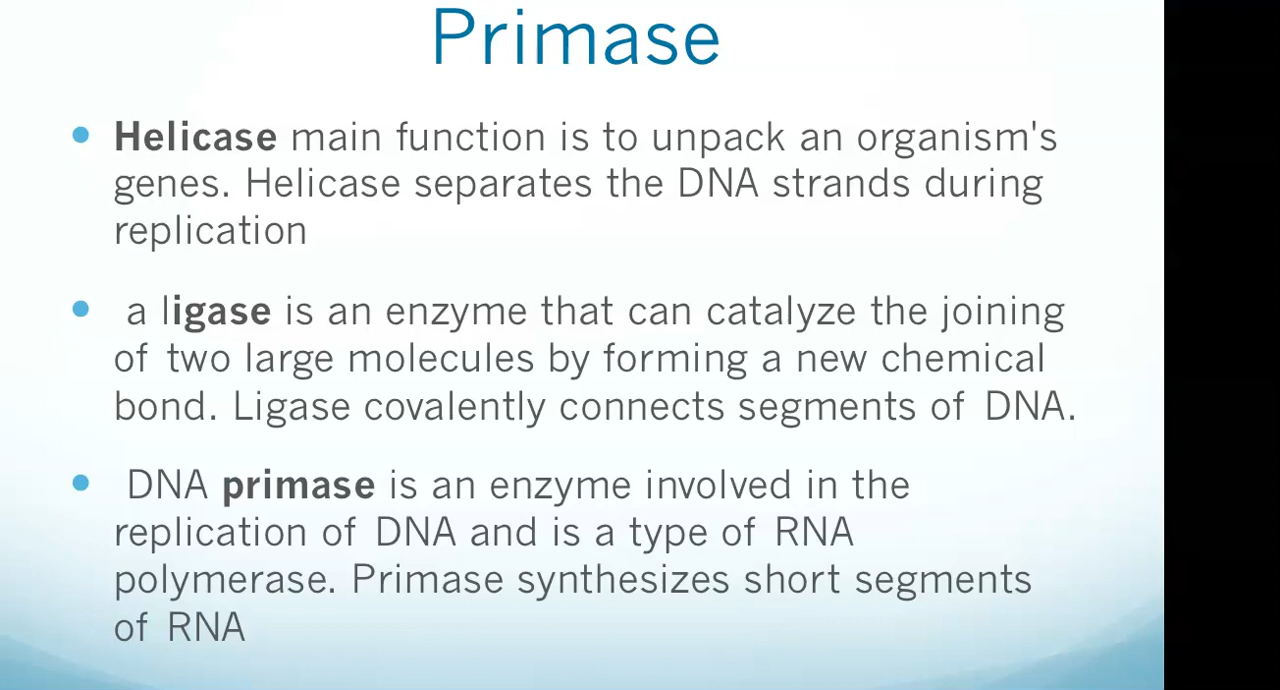 Primase
• Helicase main function is to unpack an organism's
genes. Helicase separates the DNA strands during
replication
• a ligase is an enzyme that can catalyze the joining
of two large molecules by forming a new chemical
bond. Ligase covalently connects segments of DNA.
• DNA primase is an enzyme involved in the
replication of DNA and is a type of RNA
polymerase. Primase synthesizes short segments
of RNA